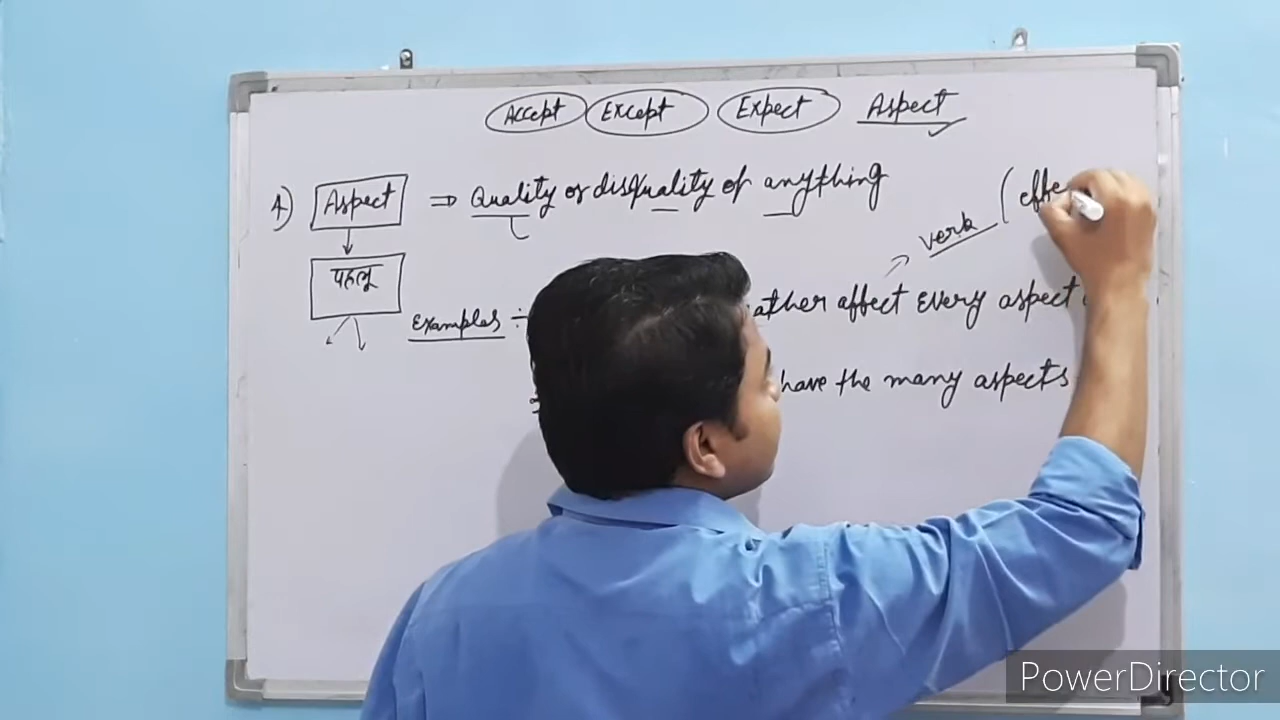 Accept Except Expect Aspect
4) Aspect ⇒ Quality or disquality of anything
पहलू
verb (effe
Examples ÷ ather affect every aspect
have the many aspects
PowerDirector